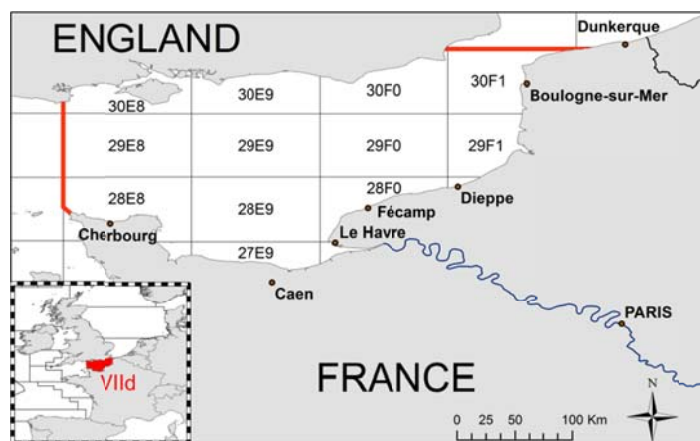 Dunkerque
ENGLAND
30E8
30E9
30F0
30F1
Boulogne-sur-Mer
29E8
29E9
29F0
29F1
28E8
28E9
28F0
Dieppe
Fécamp
Cherbourg
Le Havre
27E9
Caen
PARIS
VIId
FRANCE
N
0 25 50 100 Km